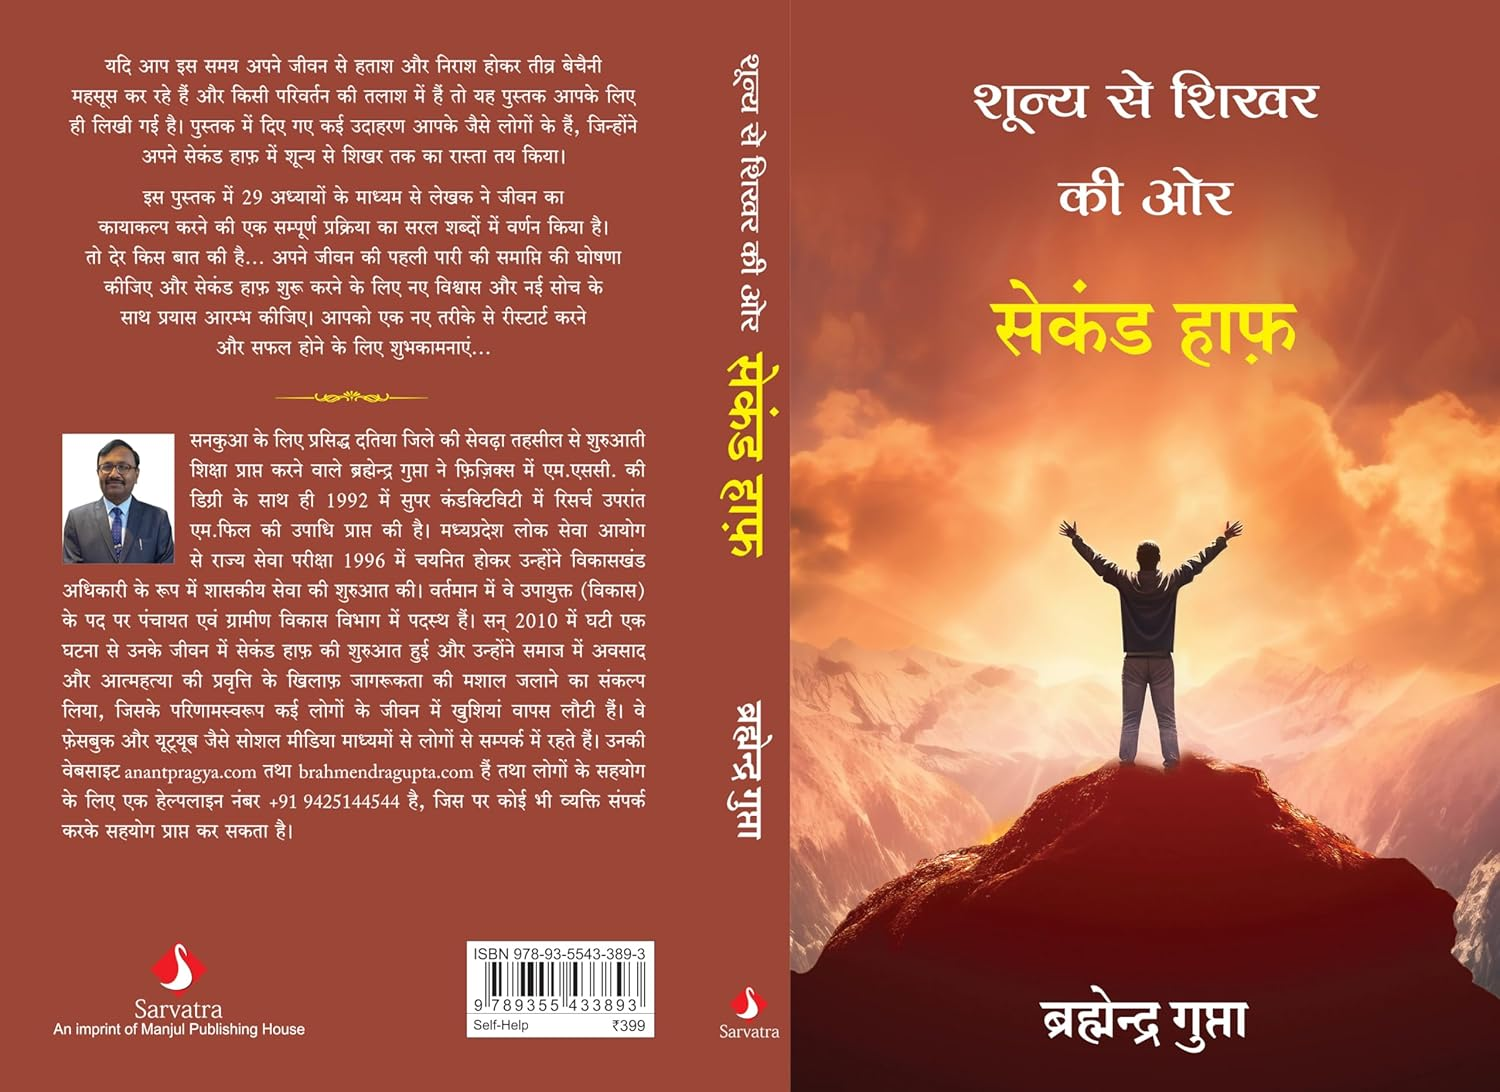 यदि आप इस समय अपने जीवन से हताश और निराश होकर तीव्र बेचैनी
महसूस कर रहे हैं और किसी परिवर्तन की तलाश में हैं तो यह पुस्तक आपके लिए
ही लिखी गई है। पुस्तक में दिए गए कई उदाहरण आपके जैसे लोगों के हैं, जिन्होंने
अपने सेकंड हाफ़ में शून्य से शिखर तक का रास्ता तय किया।
इस पुस्तक में 29 अध्यायों के माध्यम से लेखक ने जीवन का
कायाकल्प करने की एक सम्पूर्ण प्रक्रिया का सरल शब्दों में वर्णन किया है।
तो देर किस बात की है... अपने जीवन की पहली पारी की समाप्ति की घोषणा
कीजिए और सेकंड हाफ़ शुरू करने के लिए नए विश्वास और नई सोच के
साथ प्रयास आरम्भ कीजिए। आपको एक नए तरीके से रीस्टार्ट करने
और सफल होने के लिए शुभकामनाएं...
सनकुआ के लिए प्रसिद्ध दतिया जिले की सेवढ़ा तहसील से शुरुआती
शिक्षा प्राप्त करने वाले ब्रह्मेन्द्र गुप्ता ने फ़िज़िक्स में एम.एससी. की
डिग्री के साथ ही 1992 में सुपर कंडक्टिविटी में रिसर्च उपरांत
एम.फिल की उपाधि प्राप्त की है। मध्यप्रदेश लोक सेवा आयोग
से राज्य सेवा परीक्षा 1996 में चयनित होकर उन्होंने विकासखंड
अधिकारी के रूप में शासकीय सेवा की शुरुआत की। वर्तमान में वे उपायुक्त (विकास)
के पद पर पंचायत एवं ग्रामीण विकास विभाग में पदस्थ हैं। सन् 2010 में घटी एक
घटना से उनके जीवन में सेकंड हाफ़ की शुरुआत हुई और उन्होंने समाज में अवसाद
और आत्महत्या की प्रवृत्ति के खिलाफ़ जागरूकता की मशाल जलाने का संकल्प
लिया, जिसके परिणामस्वरूप कई लोगों के जीवन में खुशियां वापस लौटी हैं। वे
फ़ेसबुक और यूट्यूब जैसे सोशल मीडिया माध्यमों से लोगों से सम्पर्क में रहते हैं। उनकी
वेबसाइट anantpragya.com तथा brahmendragupta.com हैं तथा लोगों के सहयोग
के लिए एक हेल्पलाइन नंबर +91 9425144544 है, जिस पर कोई भी व्यक्ति संपर्क
करके सहयोग प्राप्त कर सकता है।
Sarvatra
An imprint of Manjul Publishing House
ISBN 978-93-5543-389-3
9 789355 433893
Self-Help ₹399
शून्य से शिखर की ओर सेकंड हाफ़
ब्रह्मेन्द्र गुप्ता
Sarvatra
शून्य से शिखर
की ओर
सेकंड हाफ़
ब्रह्मेन्द्र गुप्ता